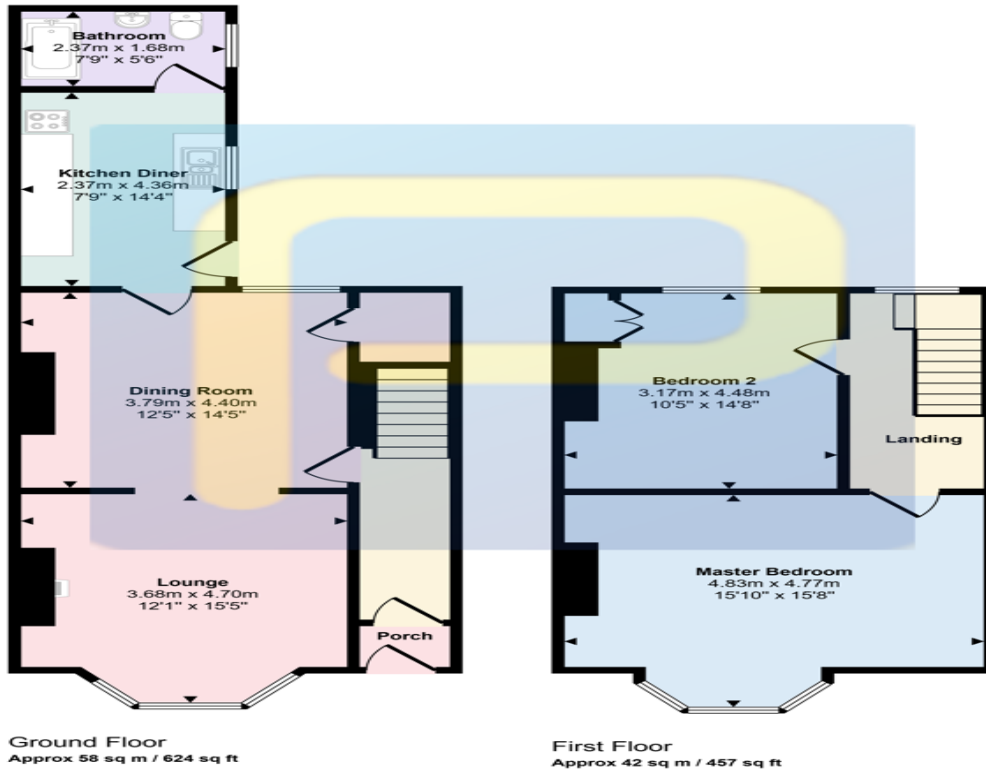 Bathroom
2.37m x 1.68m
7'9" x 5'6"
Kitchen Diner
2.37m x 4.36m
7'9" x 14'4"
Dining Room
3.79m x 4.40m
12'5" x 14'5"
Lounge
3.68m x 4.70m
12'1" x 15'5"
Porch
Ground Floor
Approx 58 sq m / 624 sq ft
Bedroom 2
3.17m x 4.48m
10'5" x 14'8"
Landing
Master Bedroom
4.83m x 4.77m
15'10" x 15'8"
First Floor
Approx 42 sq m / 457 sq ft